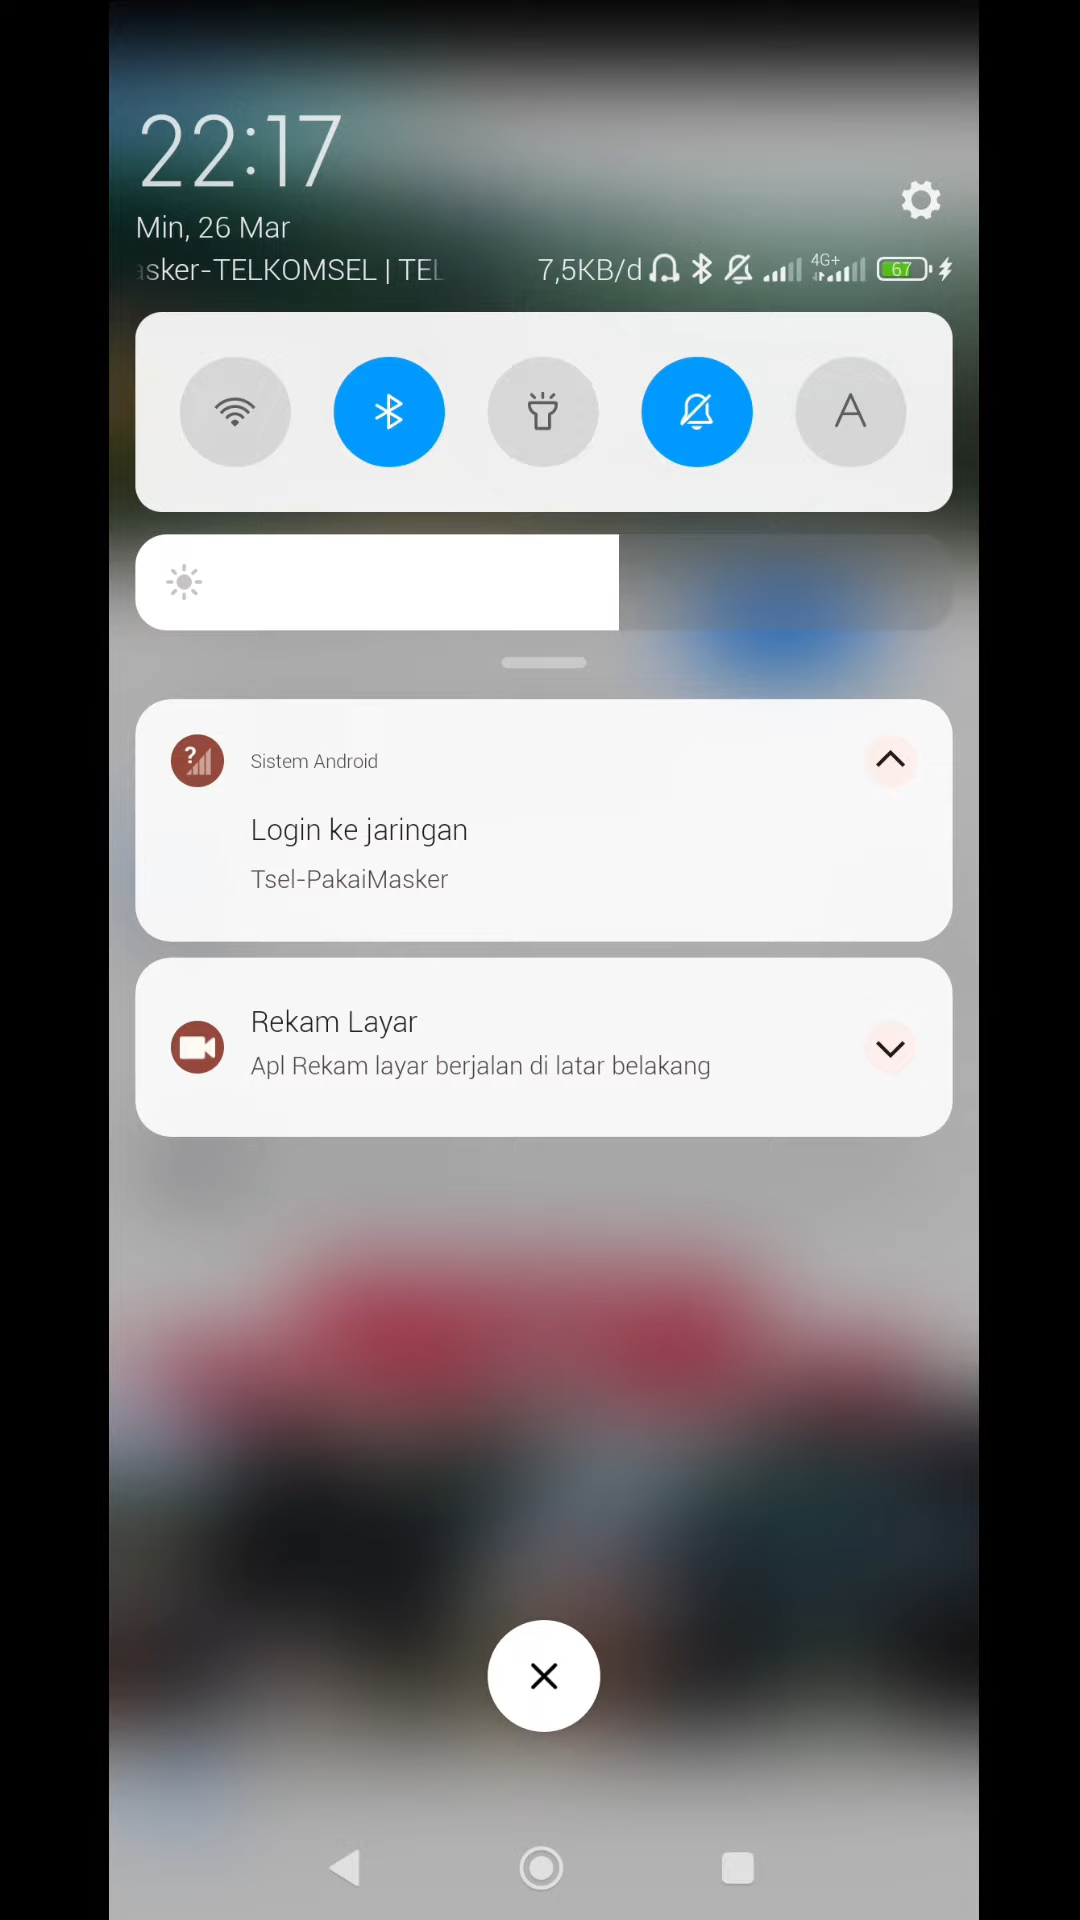 22:17
Min, 26 Mar
asker-TELKOMSEL | TEL
7,5KB/d 4G+ 67
A
Sistem Android
Login ke jaringan
Tsel-PakaiMasker
Rekam Layar
Apl Rekam layar berjalan di latar belakang